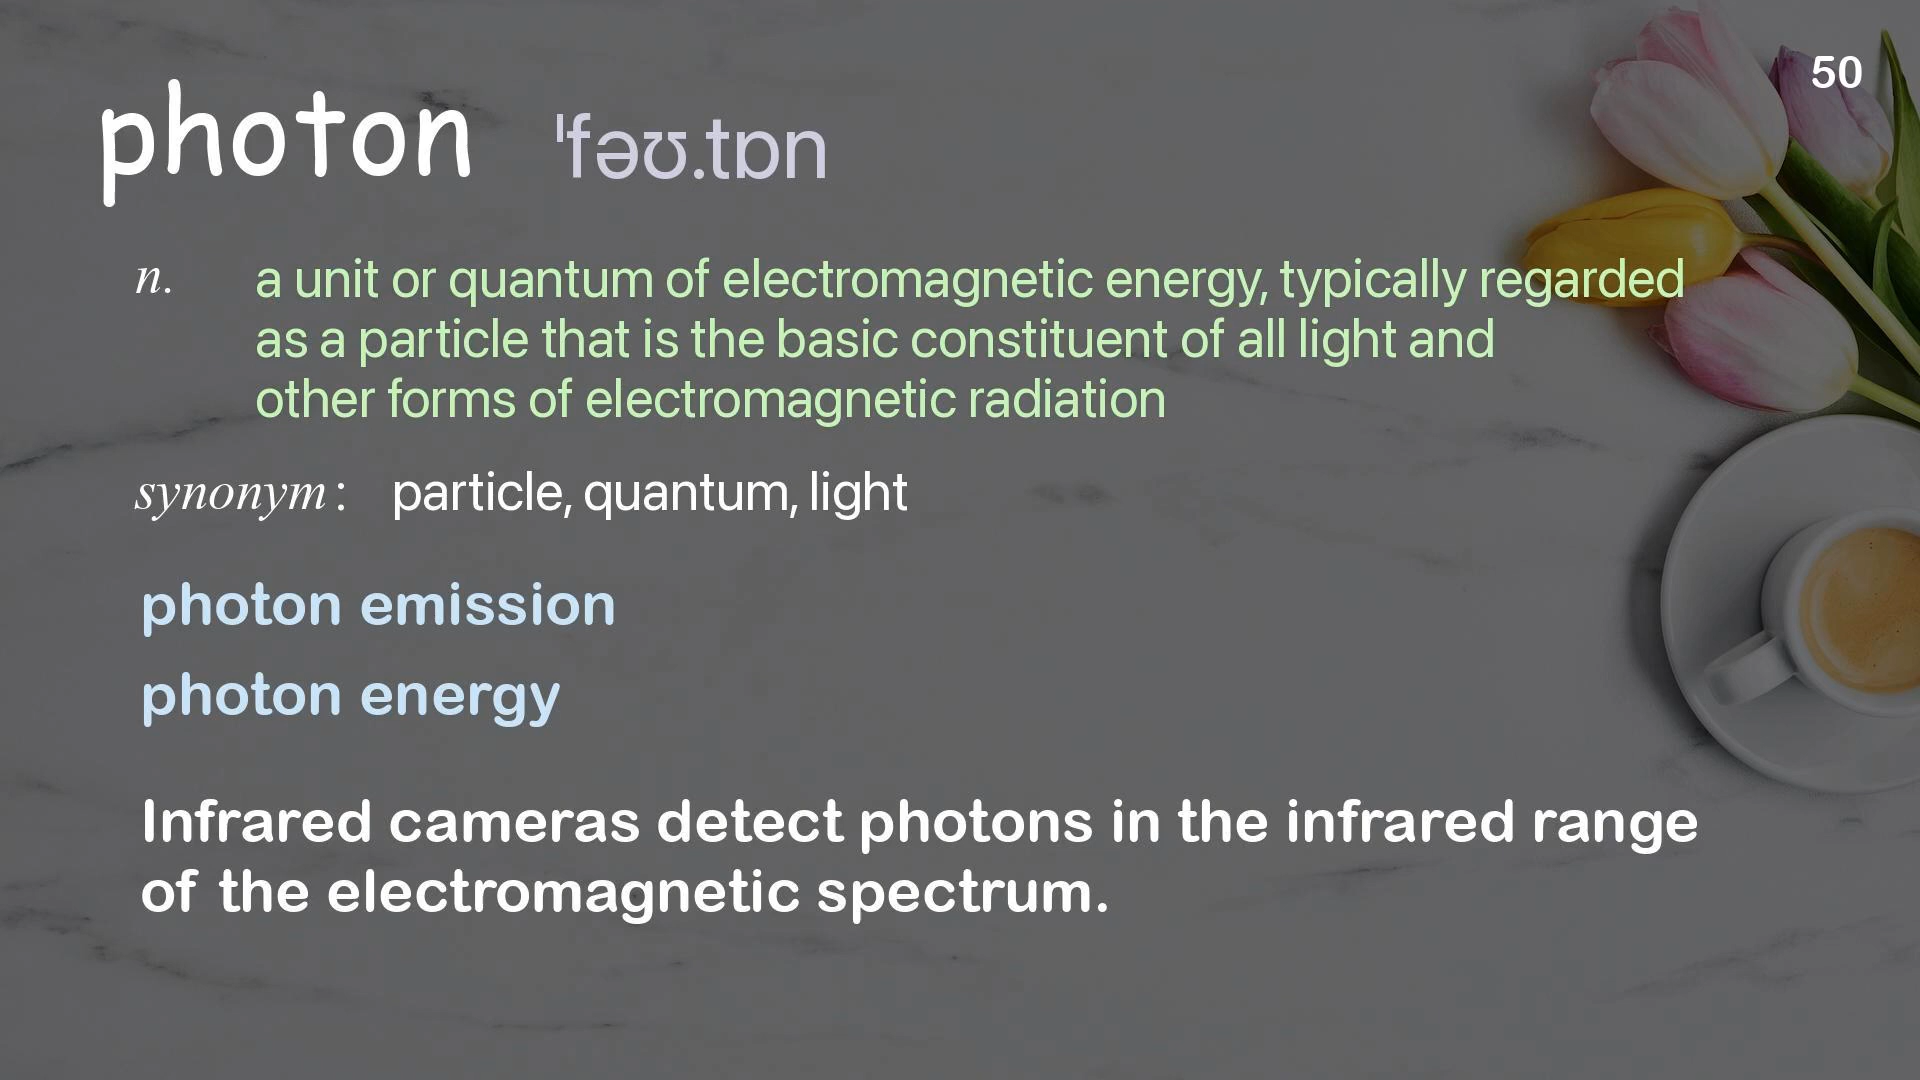 50
photon ˈfəʊ.tɒn
n. a unit or quantum of electromagnetic energy, typically regarded
as a particle that is the basic constituent of all light and
other forms of electromagnetic radiation
synonym: particle, quantum, light
photon emission
photon energy
Infrared cameras detect photons in the infrared range
of the electromagnetic spectrum.